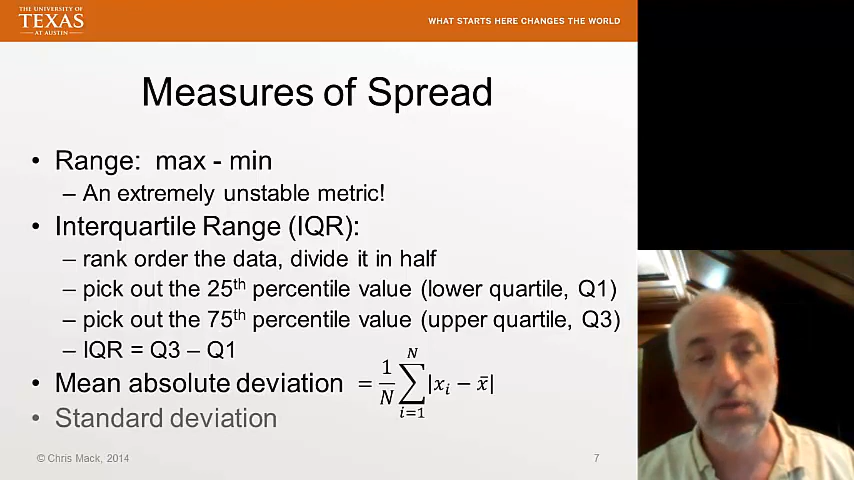 THE UNIVERSITY OF
TEXAS
AT AUSTIN
WHAT STARTS HERE CHANGES THE WORLD
Measures of Spread
• Range: max - min
– An extremely unstable metric!
• Interquartile Range (IQR):
– rank order the data, divide it in half
– pick out the 25th percentile value (lower quartile, Q1)
– pick out the 75th percentile value (upper quartile, Q3)
– IQR = Q3 – Q1
• Mean absolute deviation = 1/N ∑_{i=1}^{N} |x_i − x̄|
• Standard deviation
© Chris Mack, 2014
7